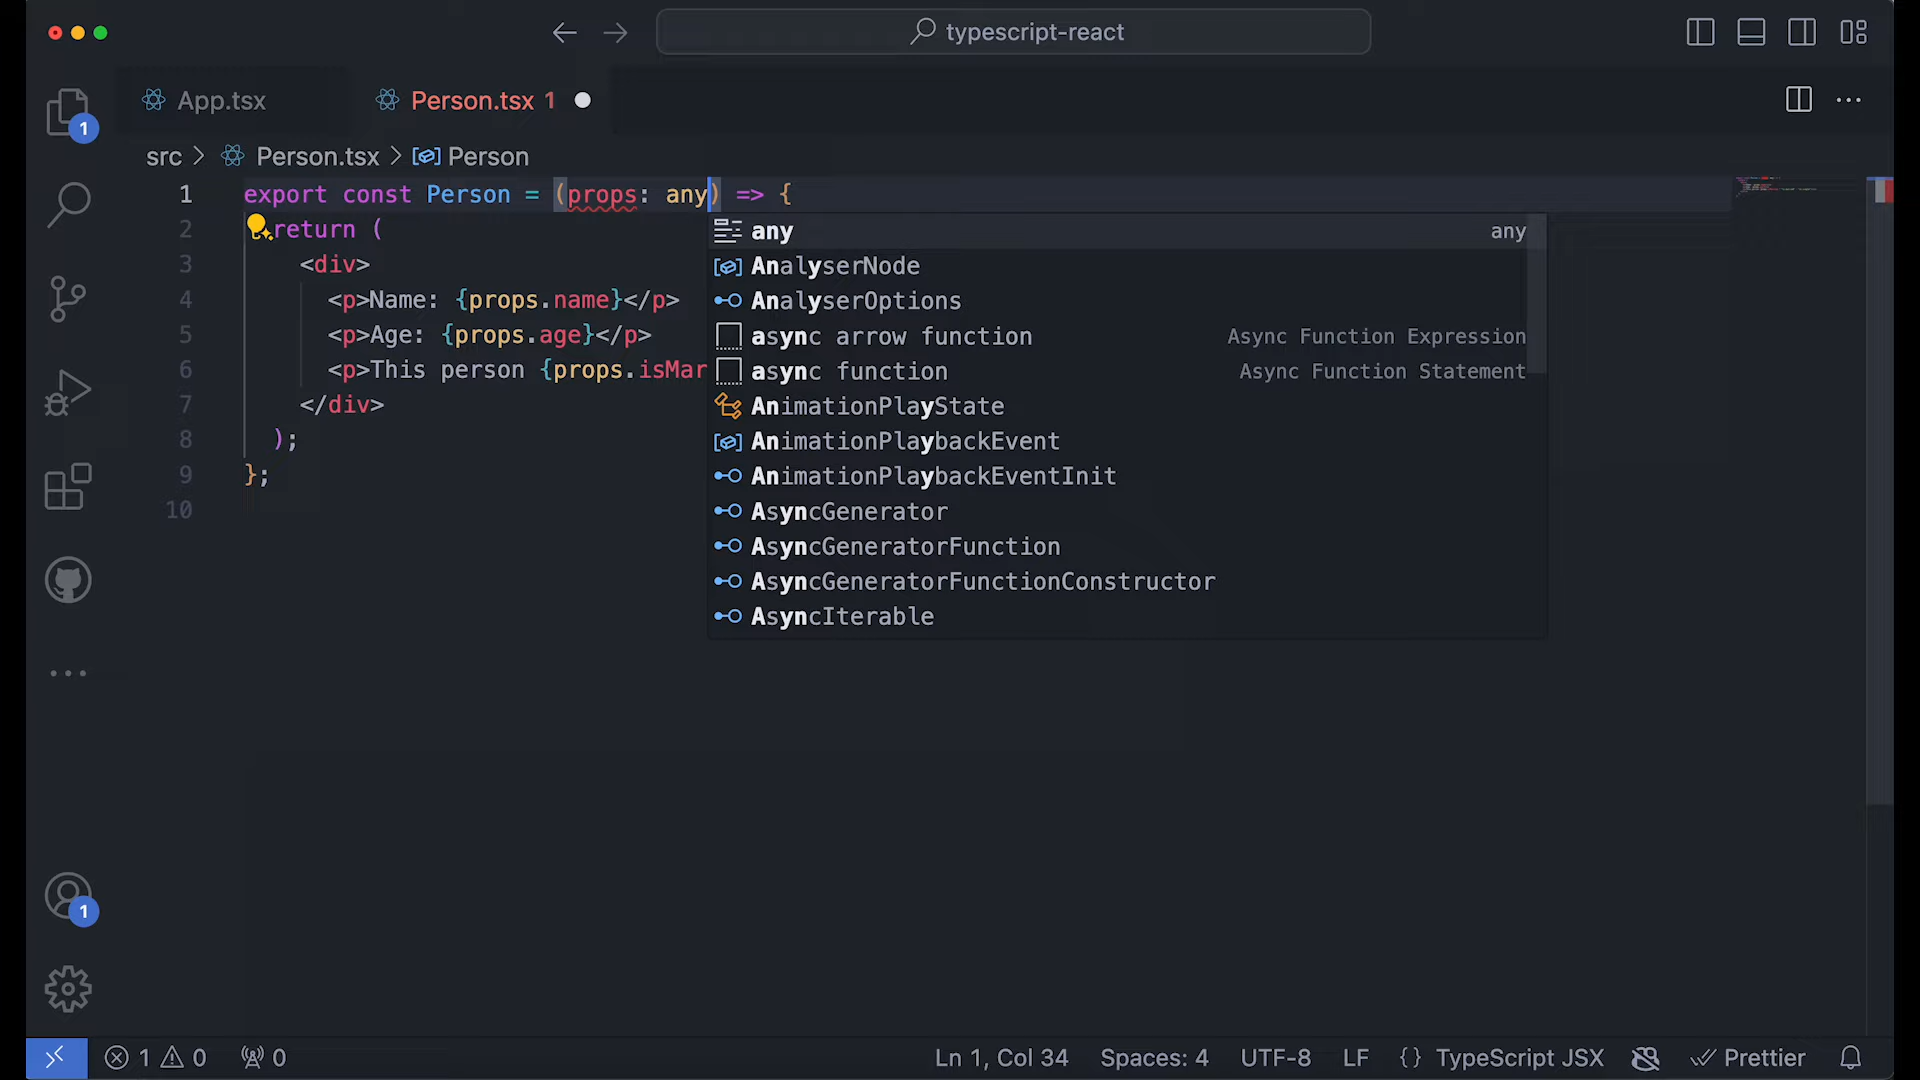 typescript-react
App.tsx
Person.tsx 1
1
src > Person.tsx > Person
1 export const Person = (props: any) => {
2 return (
3 <div>
4 <p>Name: {props.name}</p>
5 <p>Age: {props.age}</p>
6 <p>This person {props.isMar
7 </div>
8 );
9 };
10
any any
AnalyserNode
AnalyserOptions
async arrow function Async Function Expression
async function Async Function Statement
AnimationPlayState
AnimationPlaybackEvent
AnimationPlaybackEventInit
AsyncGenerator
AsyncGeneratorFunction
AsyncGeneratorFunctionConstructor
AsyncIterable
1
1 0 0 Ln 1, Col 34 Spaces: 4 UTF-8 LF {} TypeScript JSX Prettier